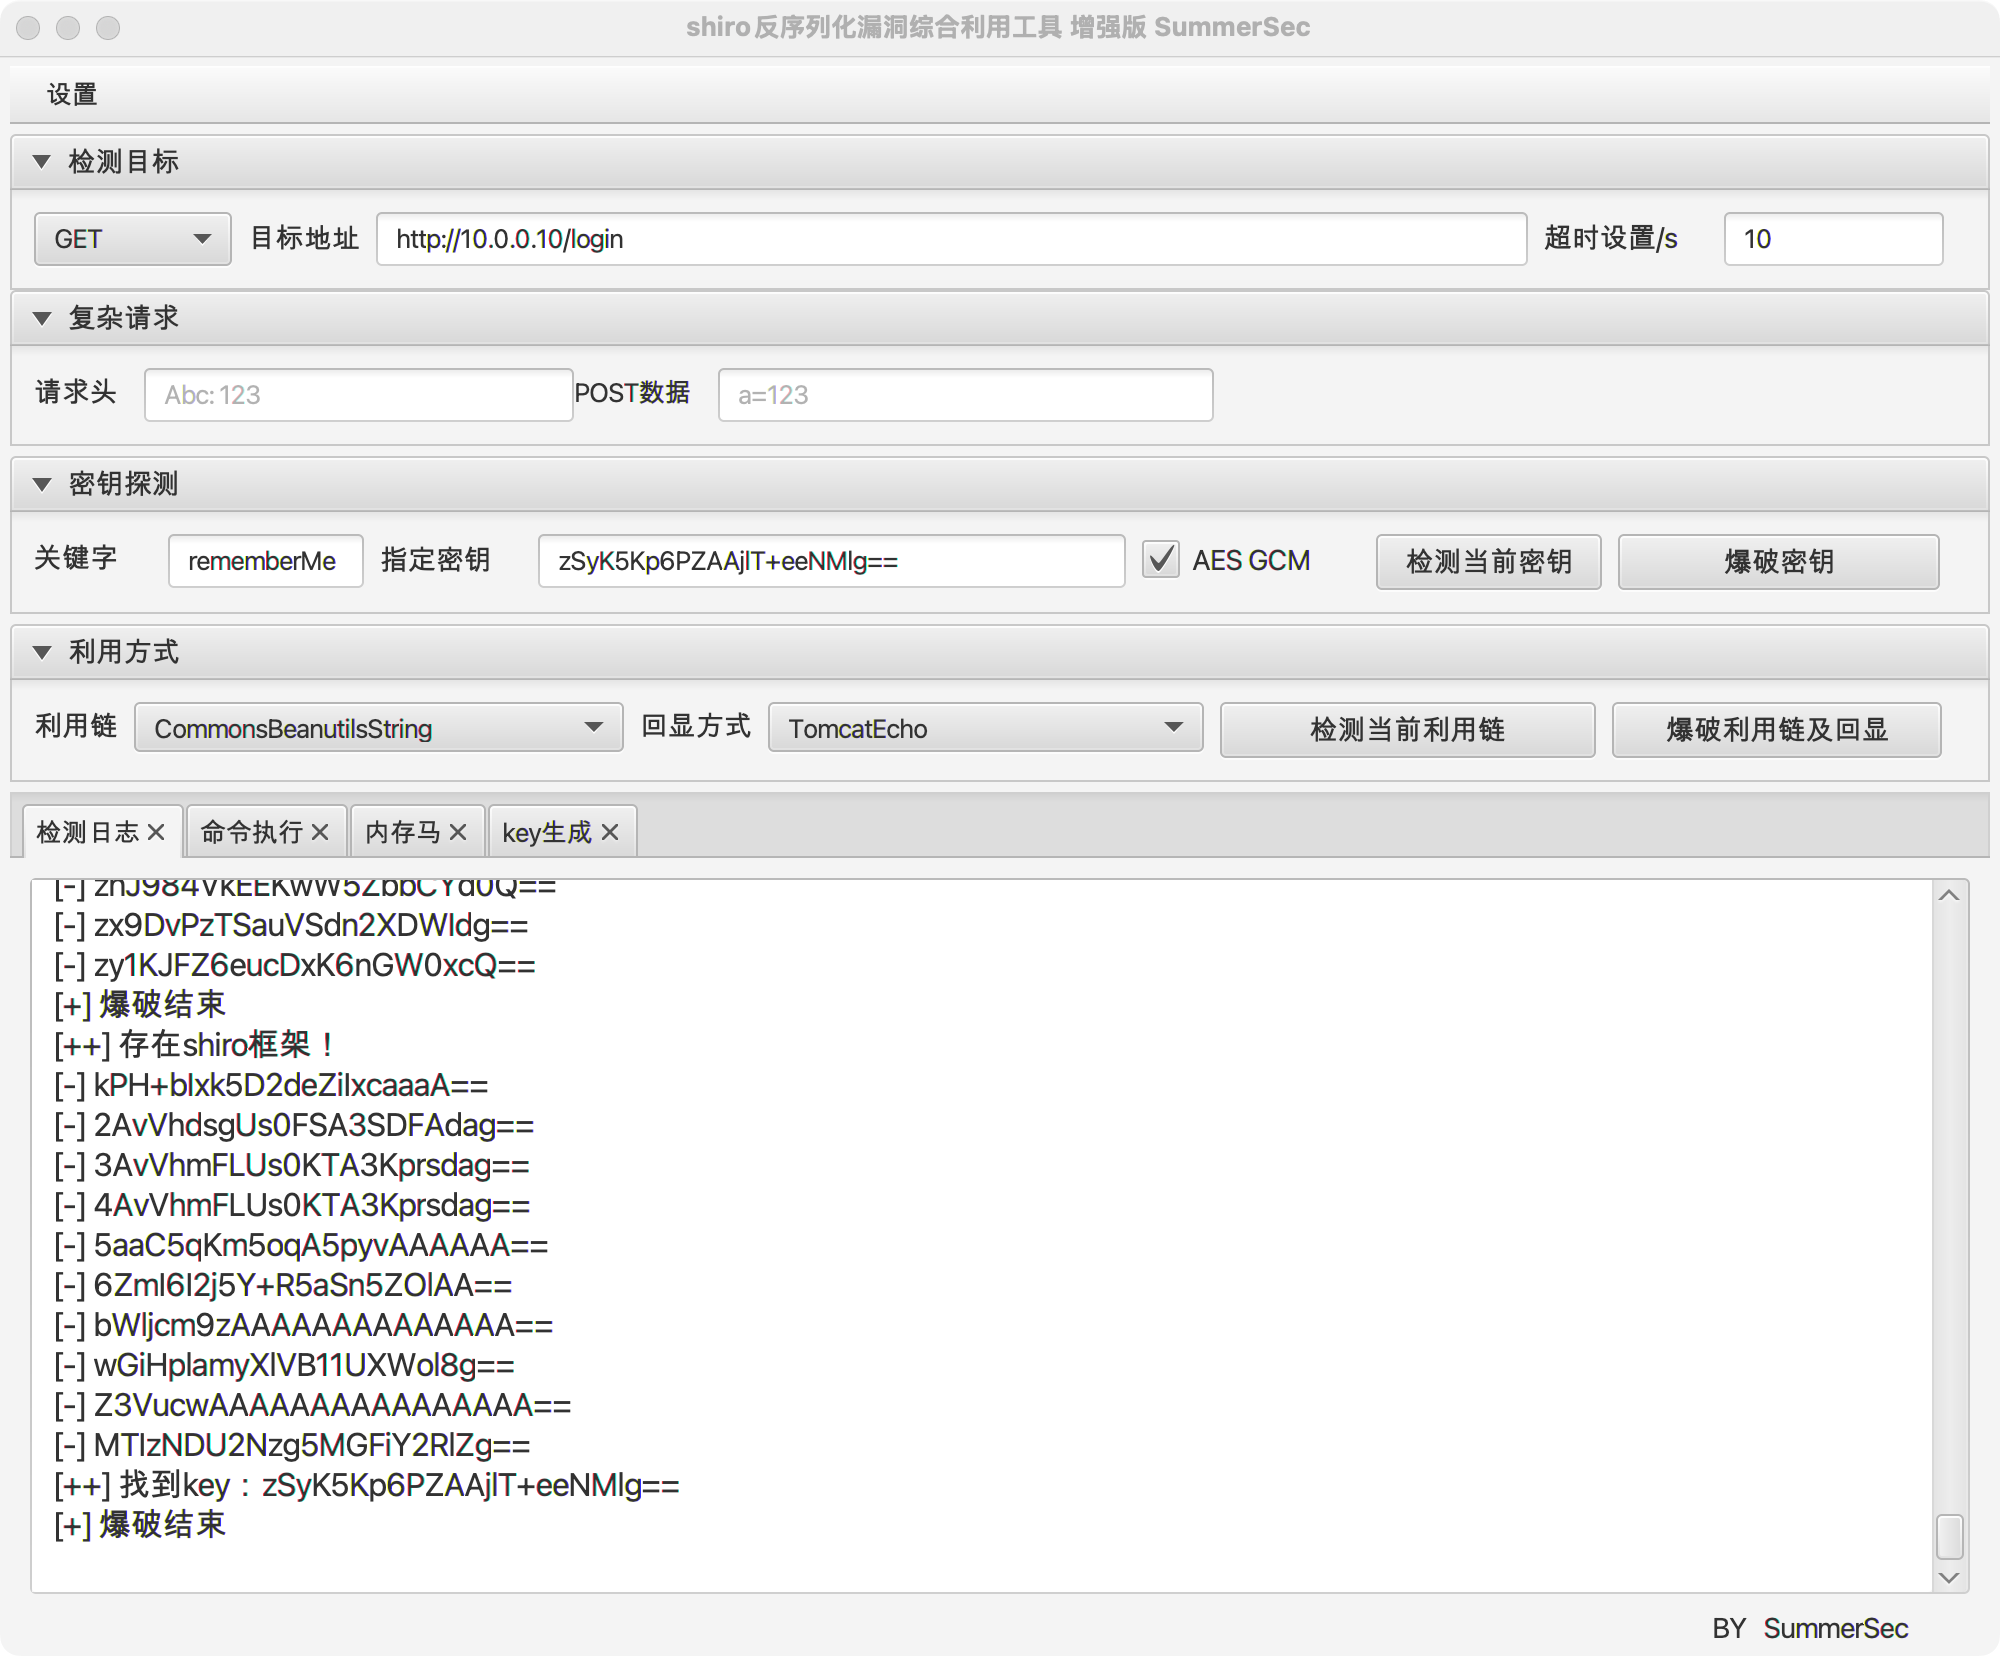 shiro反序列化漏洞综合利用工具 增强版 SummerSec
设置
检测目标
GET 目标地址 http://10.0.0.10/login 超时设置/s 10
复杂请求
请求头 Abc: 123 POST数据 a=123
密钥探测
关键字 rememberMe 指定密钥 zSyK5Kp6PZAAjlT+eeNMlg== AES GCM 检测当前密钥 爆破密钥
利用方式
利用链 CommonsBeanutilsString 回显方式 TomcatEcho 检测当前利用链 爆破利用链及回显
检测日志 命令执行 内存马 key生成
[-] znJ984VkEEKwW5ZbbCYd0Q==
[-] zx9DvPzTSauVSdn2XDWldg==
[-] zy1KJFZ6eucDxK6nGW0xcQ==
[+] 爆破结束
[++] 存在shiro框架！
[-] kPH+bIxk5D2deZiIxcaaaA==
[-] 2AvVhdsgUs0FSA3SDFAdag==
[-] 3AvVhmFLUs0KTA3Kprsdag==
[-] 4AvVhmFLUs0KTA3Kprsdag==
[-] 5aaC5qKm5oqA5pyvAAAAAA==
[-] 6ZmI6I2j5Y+R5aSn5ZOlAA==
[-] bWljcm9zAAAAAAAAAAAAAA==
[-] wGiHplamyXlVB11UXWol8g==
[-] Z3VucwAAAAAAAAAAAAAAAA==
[-] MTIzNDU2Nzg5MGFiY2RlZg==
[++] 找到key：zSyK5Kp6PZAAjlT+eeNMlg==
[+] 爆破结束
BY SummerSec